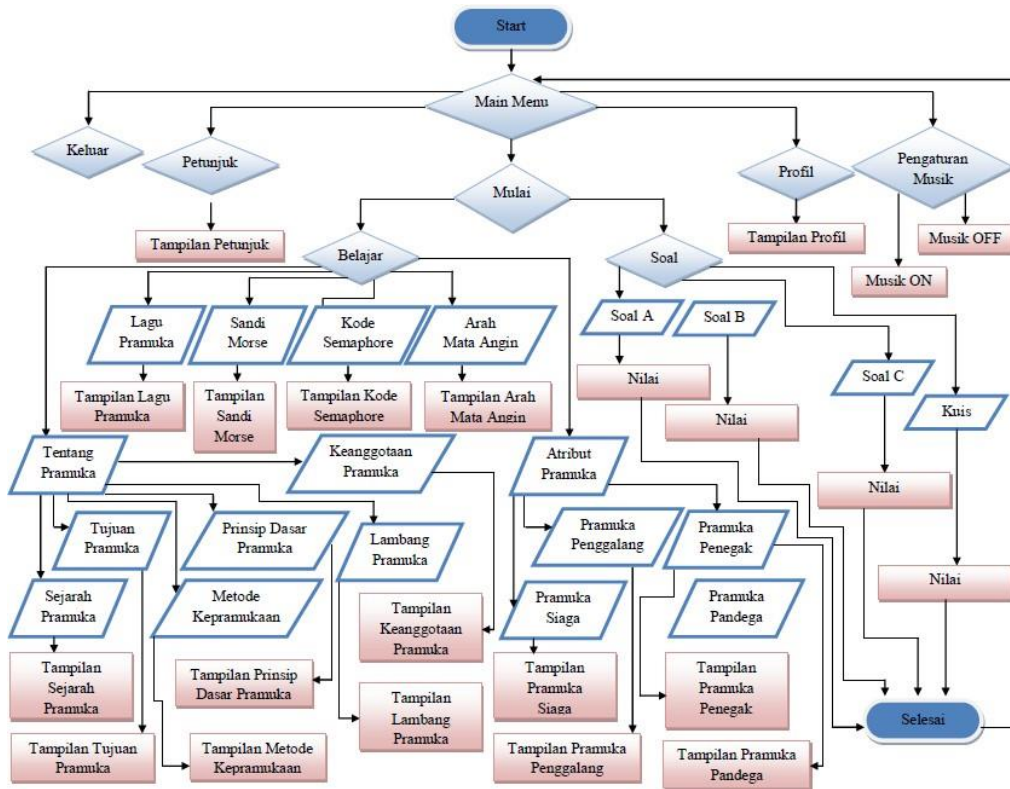 Start
Main Menu
Keluar
Petunjuk
Profil
Pengaturan
Musik
Mulai
Tampilan Petunjuk
Tampilan Profil
Musik OFF
Belajar
Soal
Musik ON
Lagu
Pramuka
Sandi
Morse
Kode
Semaphore
Arah
Mata Angin
Soal A
Soal B
Soal C
Kuis
Tampilan Lagu
Pramuka
Tampilan
Sandi
Morse
Tampilan Kode
Semaphore
Tampilan Arah
Mata Angin
Nilai
Nilai
Nilai
Nilai
Tentang
Pramuka
Keanggotaan
Pramuka
Atribut
Pramuka
Tujuan
Pramuka
Prinsip Dasar
Pramuka
Lambang
Pramuka
Pramuka
Penggalang
Pramuka
Penegak
Sejarah
Pramuka
Metode
Kepramukaan
Pramuka
Siaga
Pramuka
Pandega
Tampilan
Keanggotaan
Pramuka
Tampilan
Sejarah
Pramuka
Tampilan Prinsip
Dasar Pramuka
Tampilan
Lambang
Pramuka
Tampilan
Pramuka
Siaga
Tampilan
Pramuka
Penegak
Selesai
Tampilan Tujuan
Pramuka
Tampilan Metode
Kepramukaan
Tampilan Pramuka
Penggalang
Tampilan Pramuka
Pandega